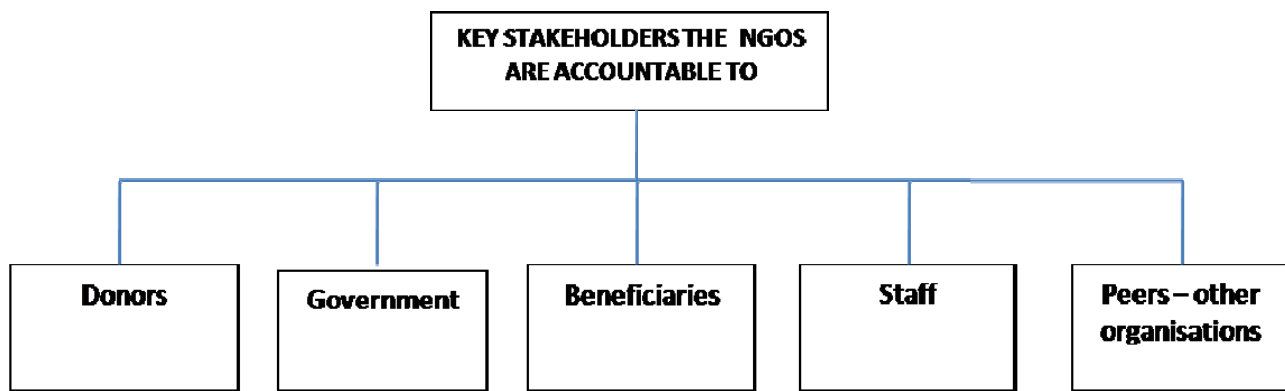 KEY STAKEHOLDERS THE NGOS
ARE ACCOUNTABLE TO
Donors
Government
Beneficiaries
Staff
Peers – other
organisations